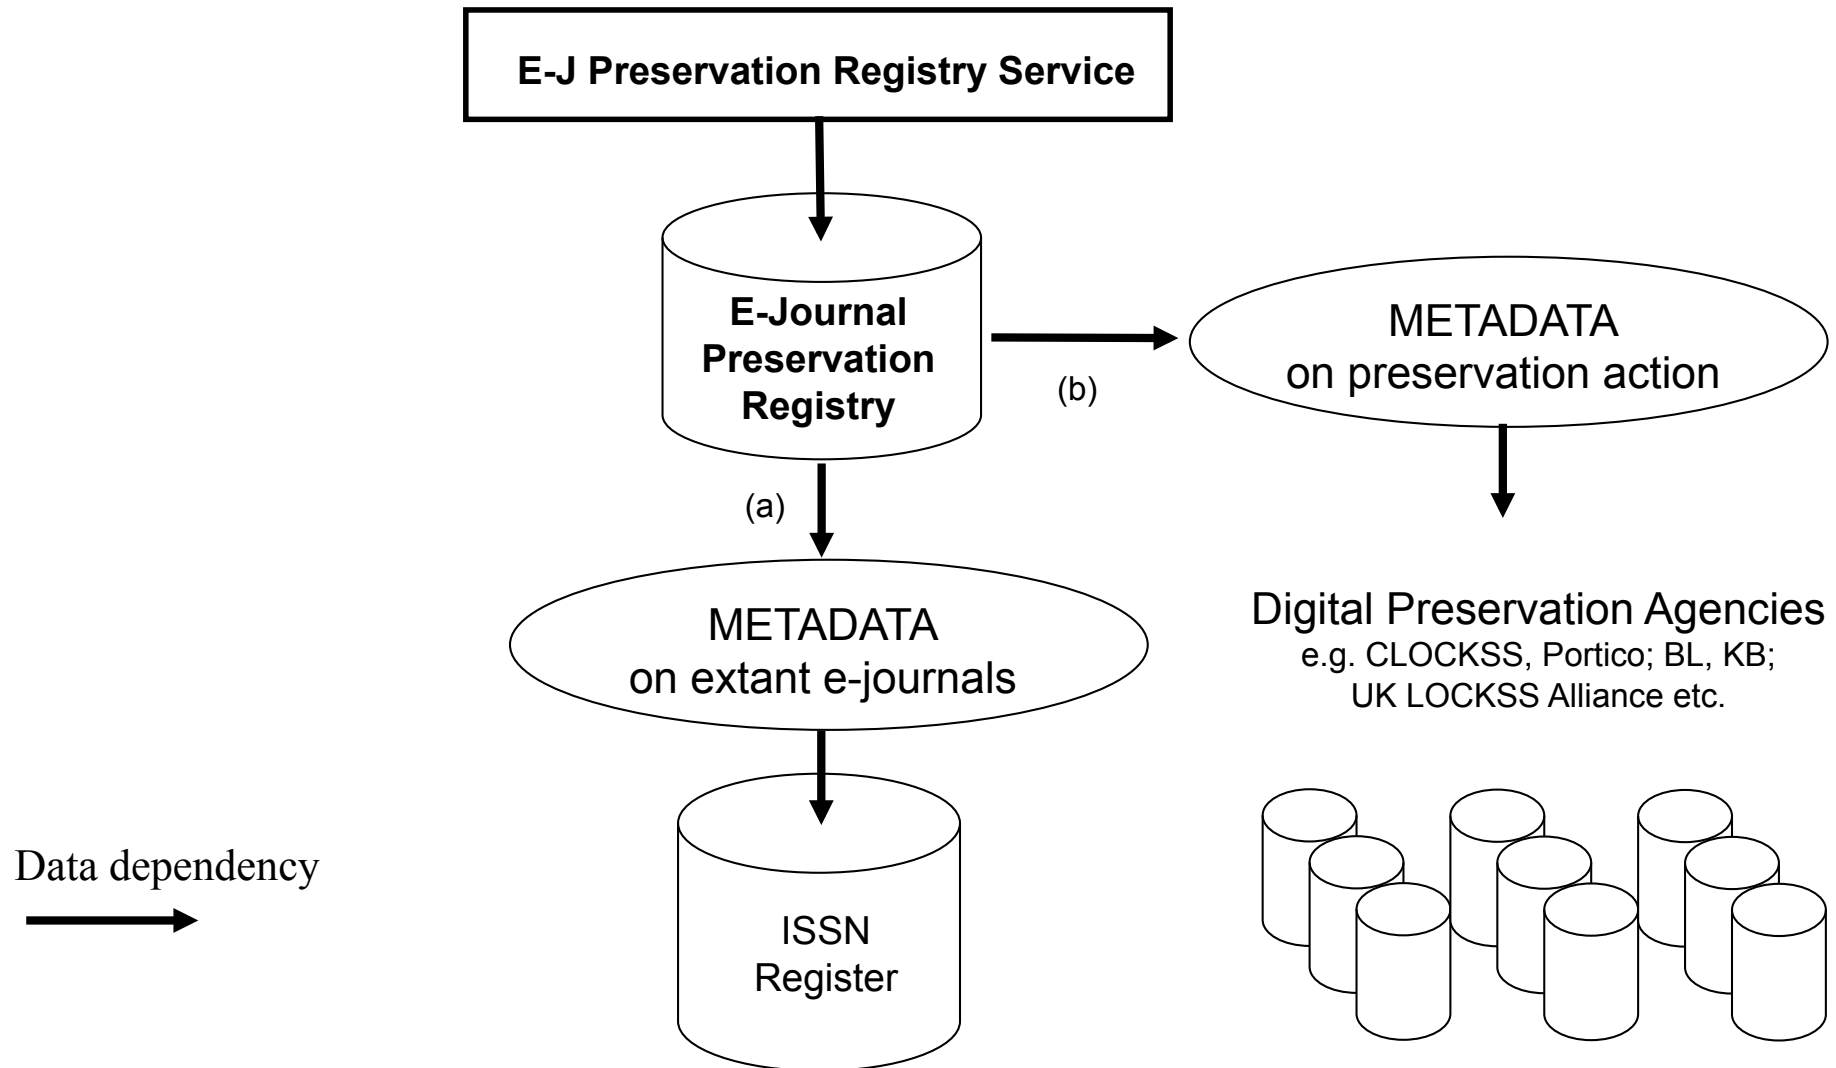 E-J Preservation Registry Service
E-Journal
Preservation
Registry
(b)
METADATA
on preservation action
(a)
METADATA
on extant e-journals
Digital Preservation Agencies
e.g. CLOCKSS, Portico; BL, KB;
UK LOCKSS Alliance etc.
Data dependency
ISSN
Register